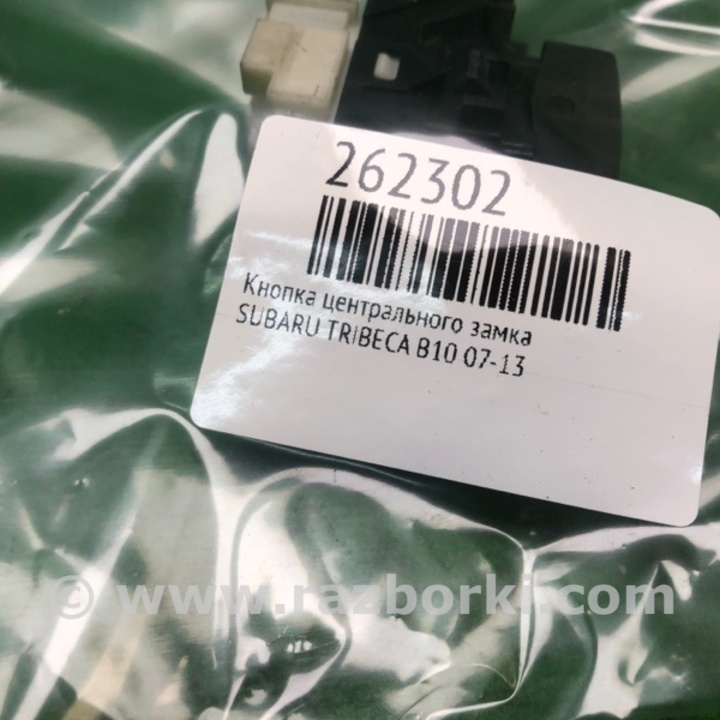 262302
Кнопка центрального замка
SUBARU TRIBECA B10 07-13
© www.razborki.com